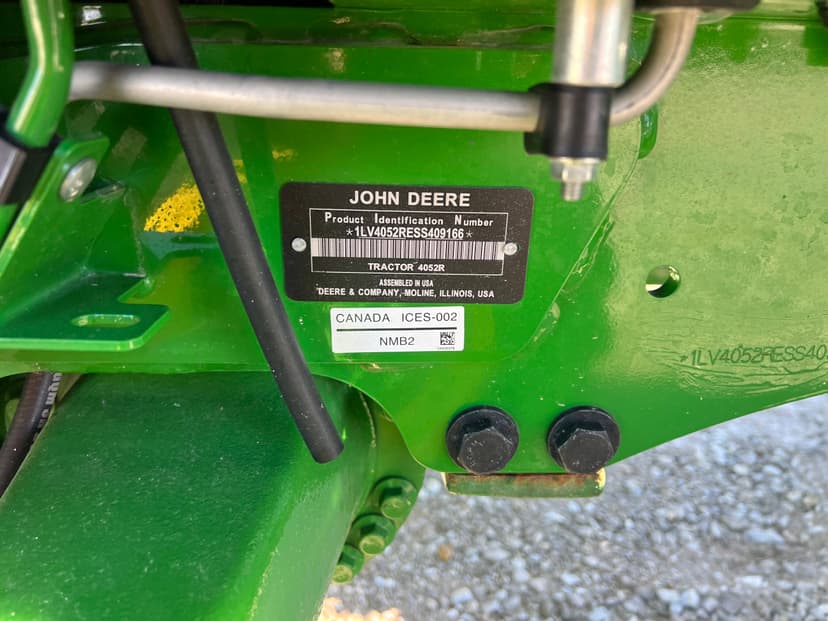 JOHN DEERE
Product Identification Number
*1LV4052RESS409166*
TRACTOR 4052R
ASSEMBLED IN USA
DEERE & COMPANY, MOLINE, ILLINOIS, USA
CANADA ICES-002
NMB2
*1LV4052RESS40